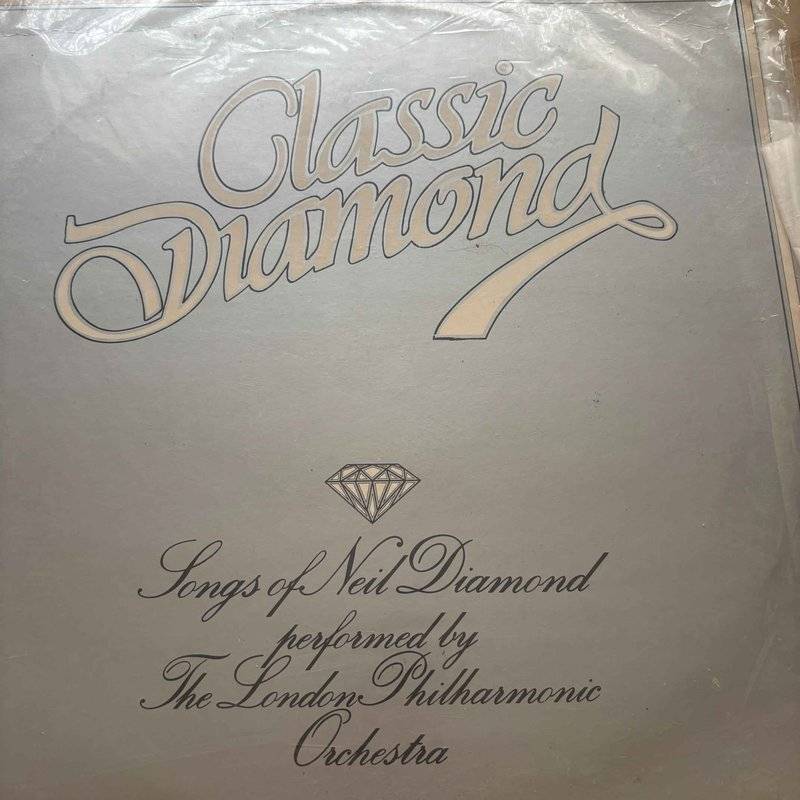 Classic
Diamond
Songs of Neil Diamond
performed by
The London Philharmonic
Orchestra